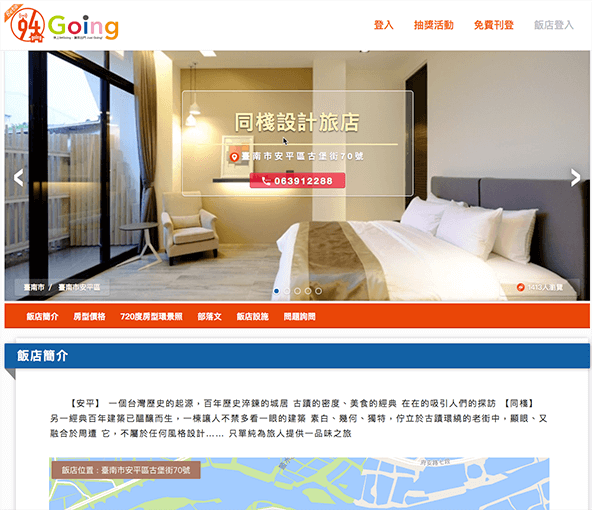 94 Going
登入 抽獎活動 免費刊登 飯店登入
同棧設計旅店
臺南市安平區古堡街70號
063912288
臺南市 / 臺南市安平區
人瀏覽
飯店簡介 房型價格 720度房型環景照 部落文 飯店設施 問題詢問
飯店簡介
【安平】 一個台灣歷史的起源，百年歷史淬鍊的城居 古蹟的密度、美食的經典 在在的吸引人們的探訪 【同棧】
另一經典百年建築已醞釀而生，一棟讓人不禁多看一眼的建築 素白、幾何、獨特，佇立於古蹟環繞的老街中，顯眼、又
融合於周遭 它，不屬於任何風格設計…… 只單純為旅人提供一品味之旅
飯店位置：臺南市安平區古堡街70號